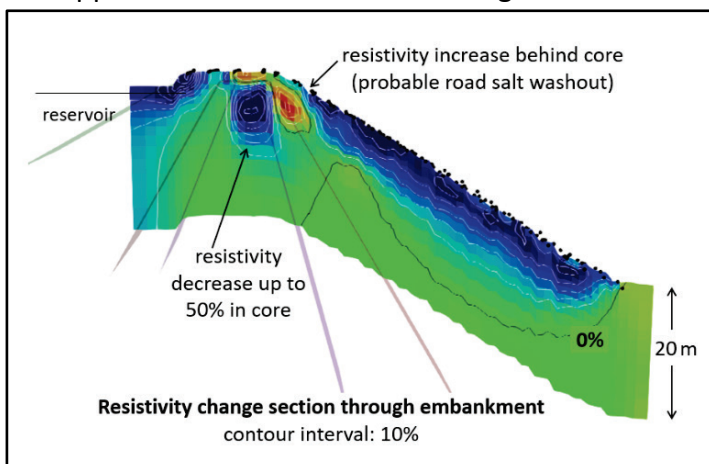 resistivity increase behind core
(probable road salt washout)
reservoir
resistivity
decrease up to
50% in core
0%
20 m
Resistivity change section through embankment
contour interval: 10%